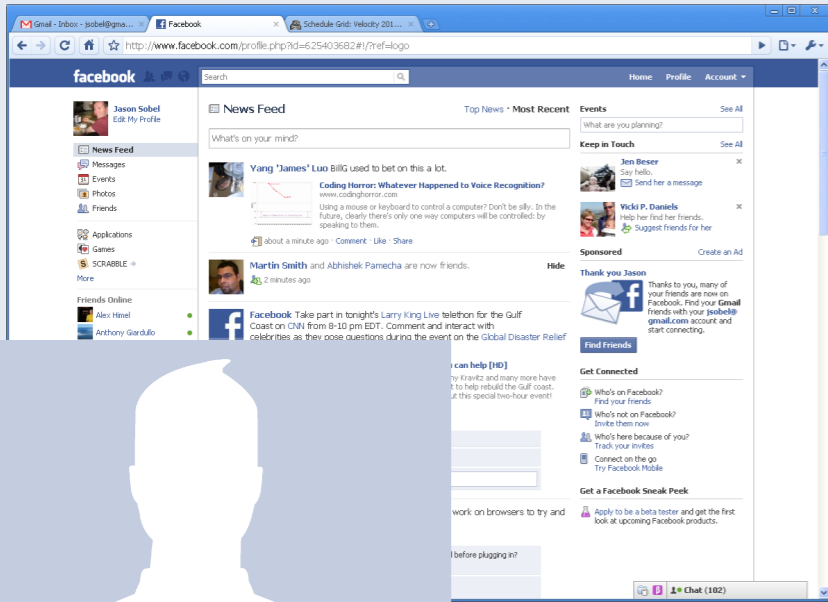 Gmail - Inbox - jsobel@gma...
Facebook
Schedule Grid: Velocity 201...
http://www.facebook.com/profile.php?id=625403682#!/?ref=logo
facebook
Search
Home Profile Account
Jason Sobel
Edit My Profile
News Feed
Messages
Events
Photos
Friends
Applications
Games
SCRABBLE
More
Friends Online
Alex Himel
Anthony Giardullo
News Feed
Top News · Most Recent
What's on your mind?
Yang 'James' Luo BillG used to bet on this a lot.
Coding Horror: Whatever Happened to Voice Recognition?
www.codinghorror.com
Using a mouse or keyboard to control a computer? Don't be silly. In the
future, clearly there's only one way computers will be controlled: by
speaking to them.
about a minute ago · Comment · Like · Share
Martin Smith and Abhishek Pamecha are now friends.
Hide
2 minutes ago
Facebook Take part in tonight's Larry King Live telethon for the Gulf
Coast on CNN from 8-10 pm EDT. Comment and interact with
celebrities as they pose questions during the event on the Global Disaster Relief
can help [HD]
ny Kravitz and many more have
t to help rebuild the Gulf coast.
ut this special two-hour event!
work on browsers to try and
before plugging in?
Events
See All
What are you planning?
Keep in Touch
See All
Jen Beser
Say hello.
Send her a message
Vicki P. Daniels
Help her find her friends.
Suggest friends for her
Sponsored
Create an Ad
Thank you Jason
Thanks to you, many of
your friends are now on
Facebook. Find your Gmail
friends with your jsobel@
gmail.com account and
start connecting.
Find Friends
Get Connected
Who's on Facebook?
Find your friends
Who's not on Facebook?
Invite them now
Who's here because of you?
Track your invites
Connect on the go
Try Facebook Mobile
Get a Facebook Sneak Peek
Apply to be a beta tester and get the first
look at upcoming Facebook products.
Chat (102)